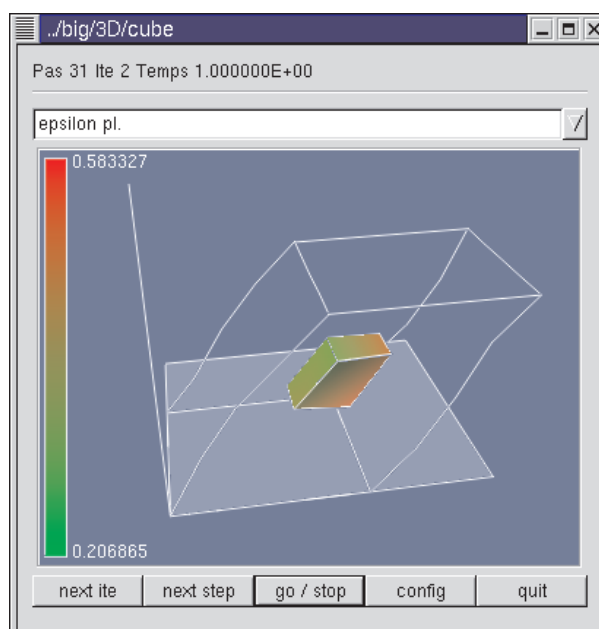 ../big/3D/cube
Pas 31 Ite 2 Temps 1.000000E+00
epsilon pl.
0.583327
0.206865
next ite next step go / stop config quit